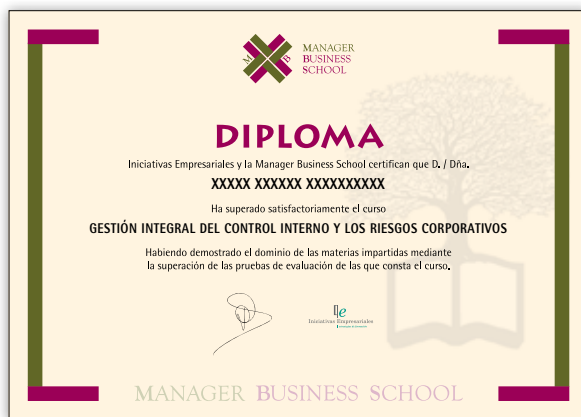 MANAGER
BUSINESS
SCHOOL
M B
DIPLOMA
Iniciativas Empresariales y la Manager Business School certifican que D. / Dña.
XXXXX XXXXXX XXXXXXXXXX
Ha superado satisfactoriamente el curso
GESTIÓN INTEGRAL DEL CONTROL INTERNO Y LOS RIESGOS CORPORATIVOS
Habiendo demostrado el dominio de las materias impartidas mediante
la superación de las pruebas de evaluación de las que consta el curso.
Ie
Iniciativas Empresariales
MANAGER BUSINESS SCHOOL